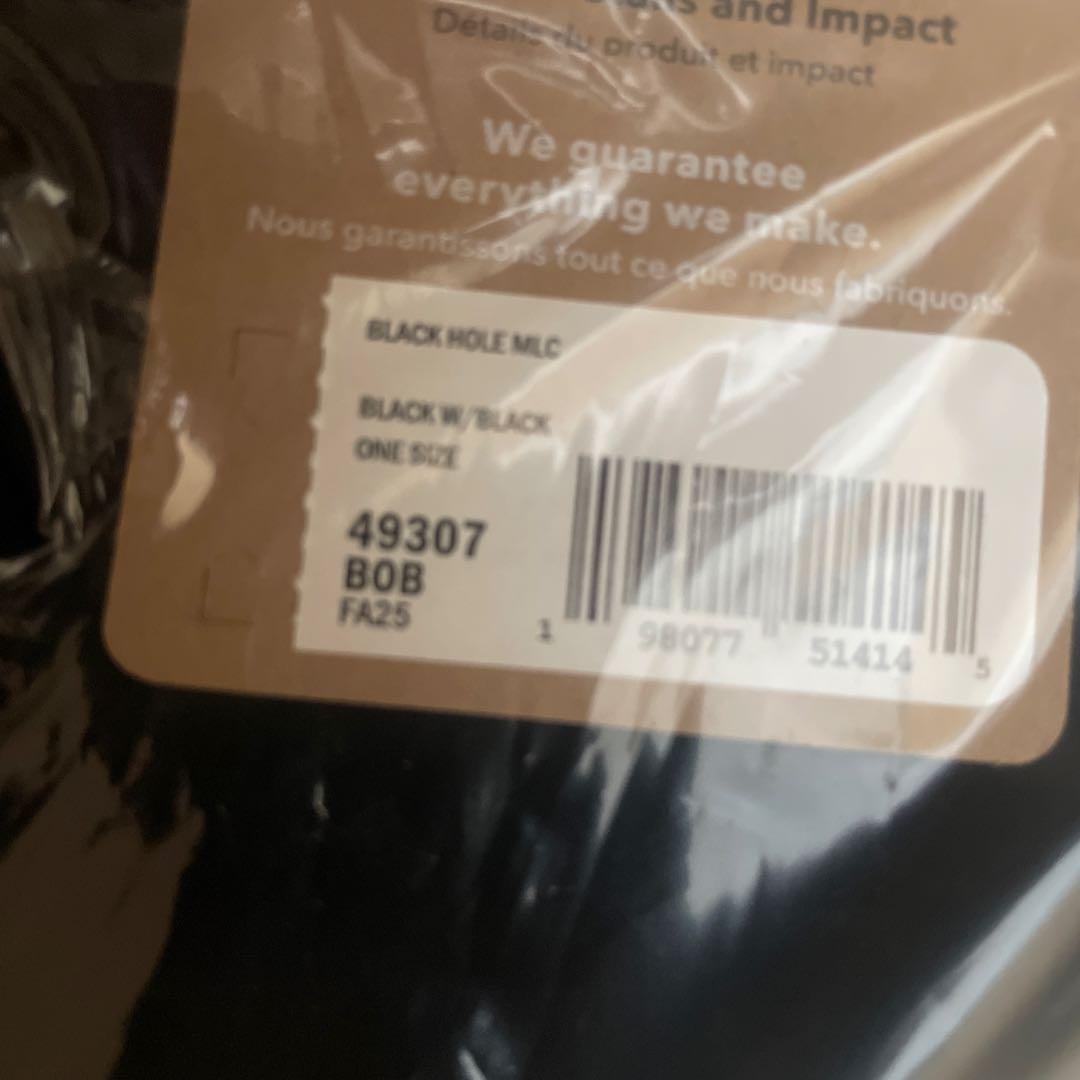 and Impact
Détails du produit et impact
We guarantee
everything we make.
Nous garantissons tout ce que nous fabriquons.
BLACK HOLE MLC
BLACK W/BLACK
ONE SIZE
49307
BOB
FA25
1 98077 51414 5